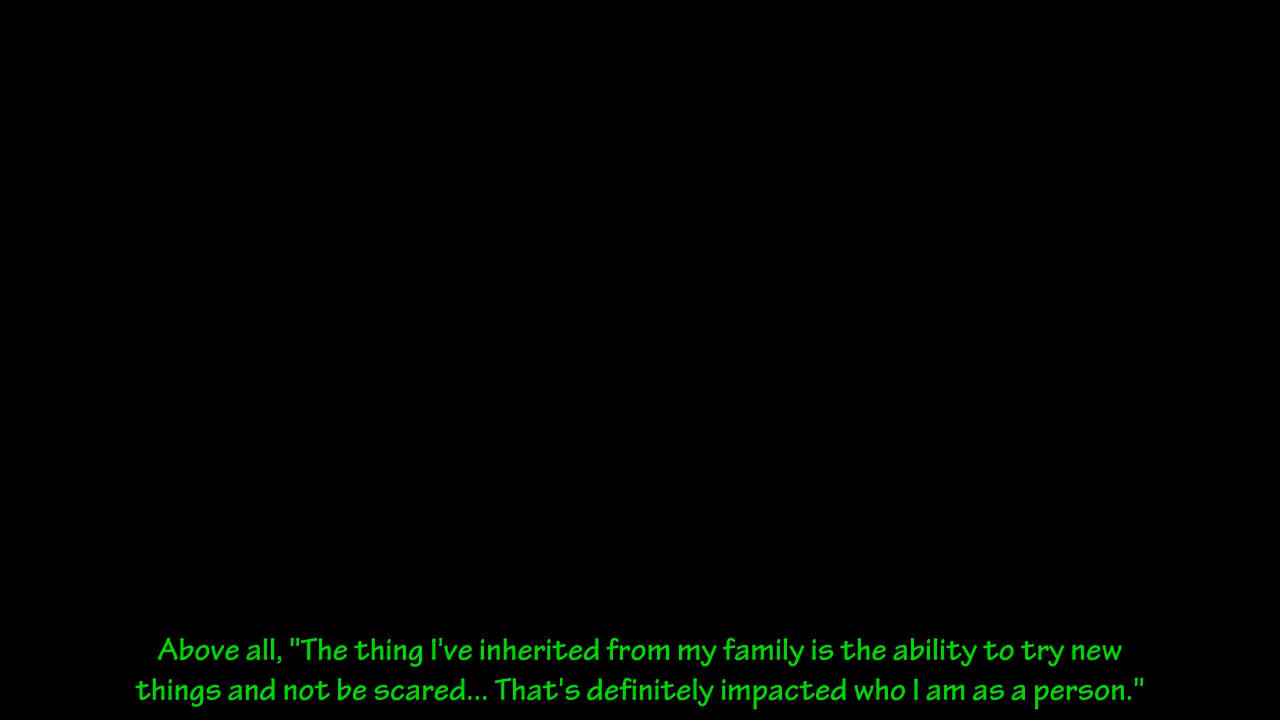 Above all, "The thing I've inherited from my family is the ability to try new
things and not be scared... That's definitely impacted who I am as a person."